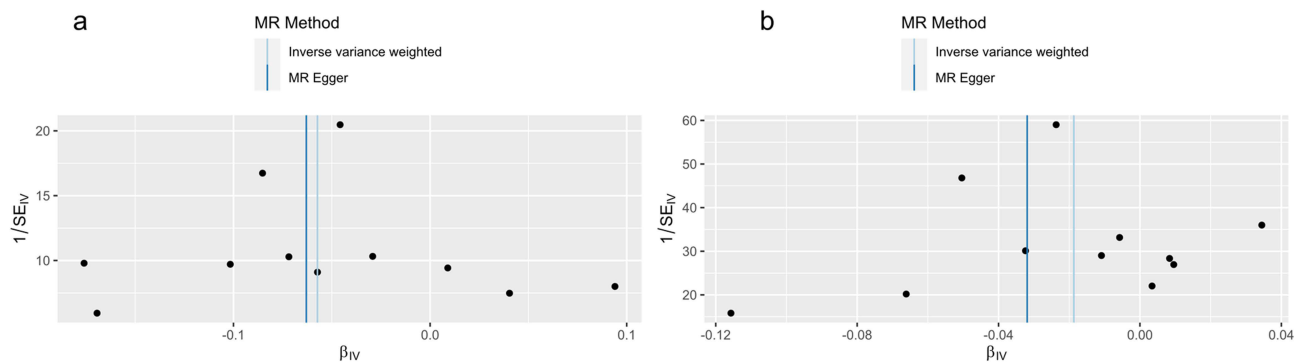 a
MR Method
Inverse variance weighted
MR Egger
20
15
10
1/SE_IV
-0.1
0.0
0.1
β_IV
b
MR Method
Inverse variance weighted
MR Egger
60
50
40
30
20
1/SE_IV
-0.12
-0.08
-0.04
0.00
0.04
β_IV